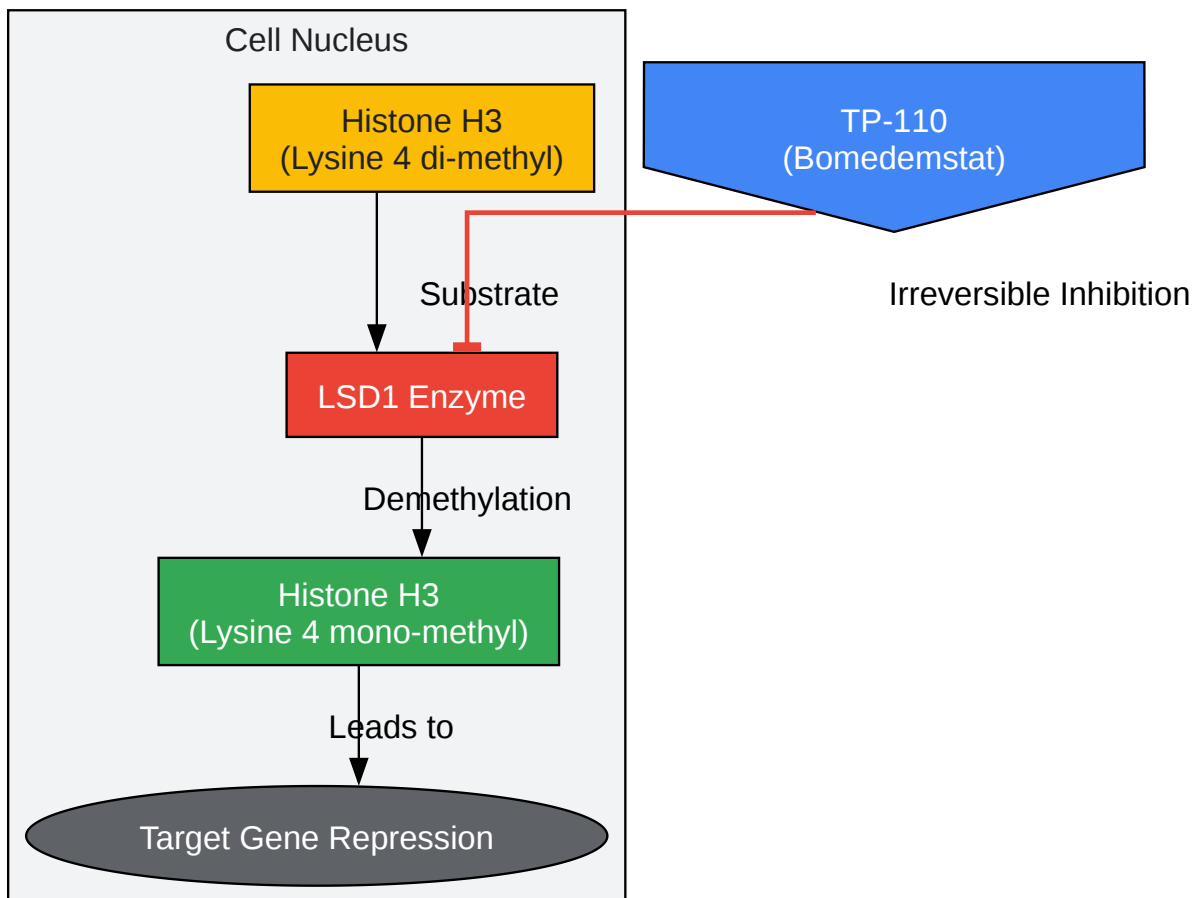 Cell Nucleus
Histone H3
(Lysine 4 di-methyl)
TP-110
(Bomedemstat)
Substrate
Irreversible Inhibition
LSD1 Enzyme
Demethylation
Histone H3
(Lysine 4 mono-methyl)
Leads to
Target Gene Repression